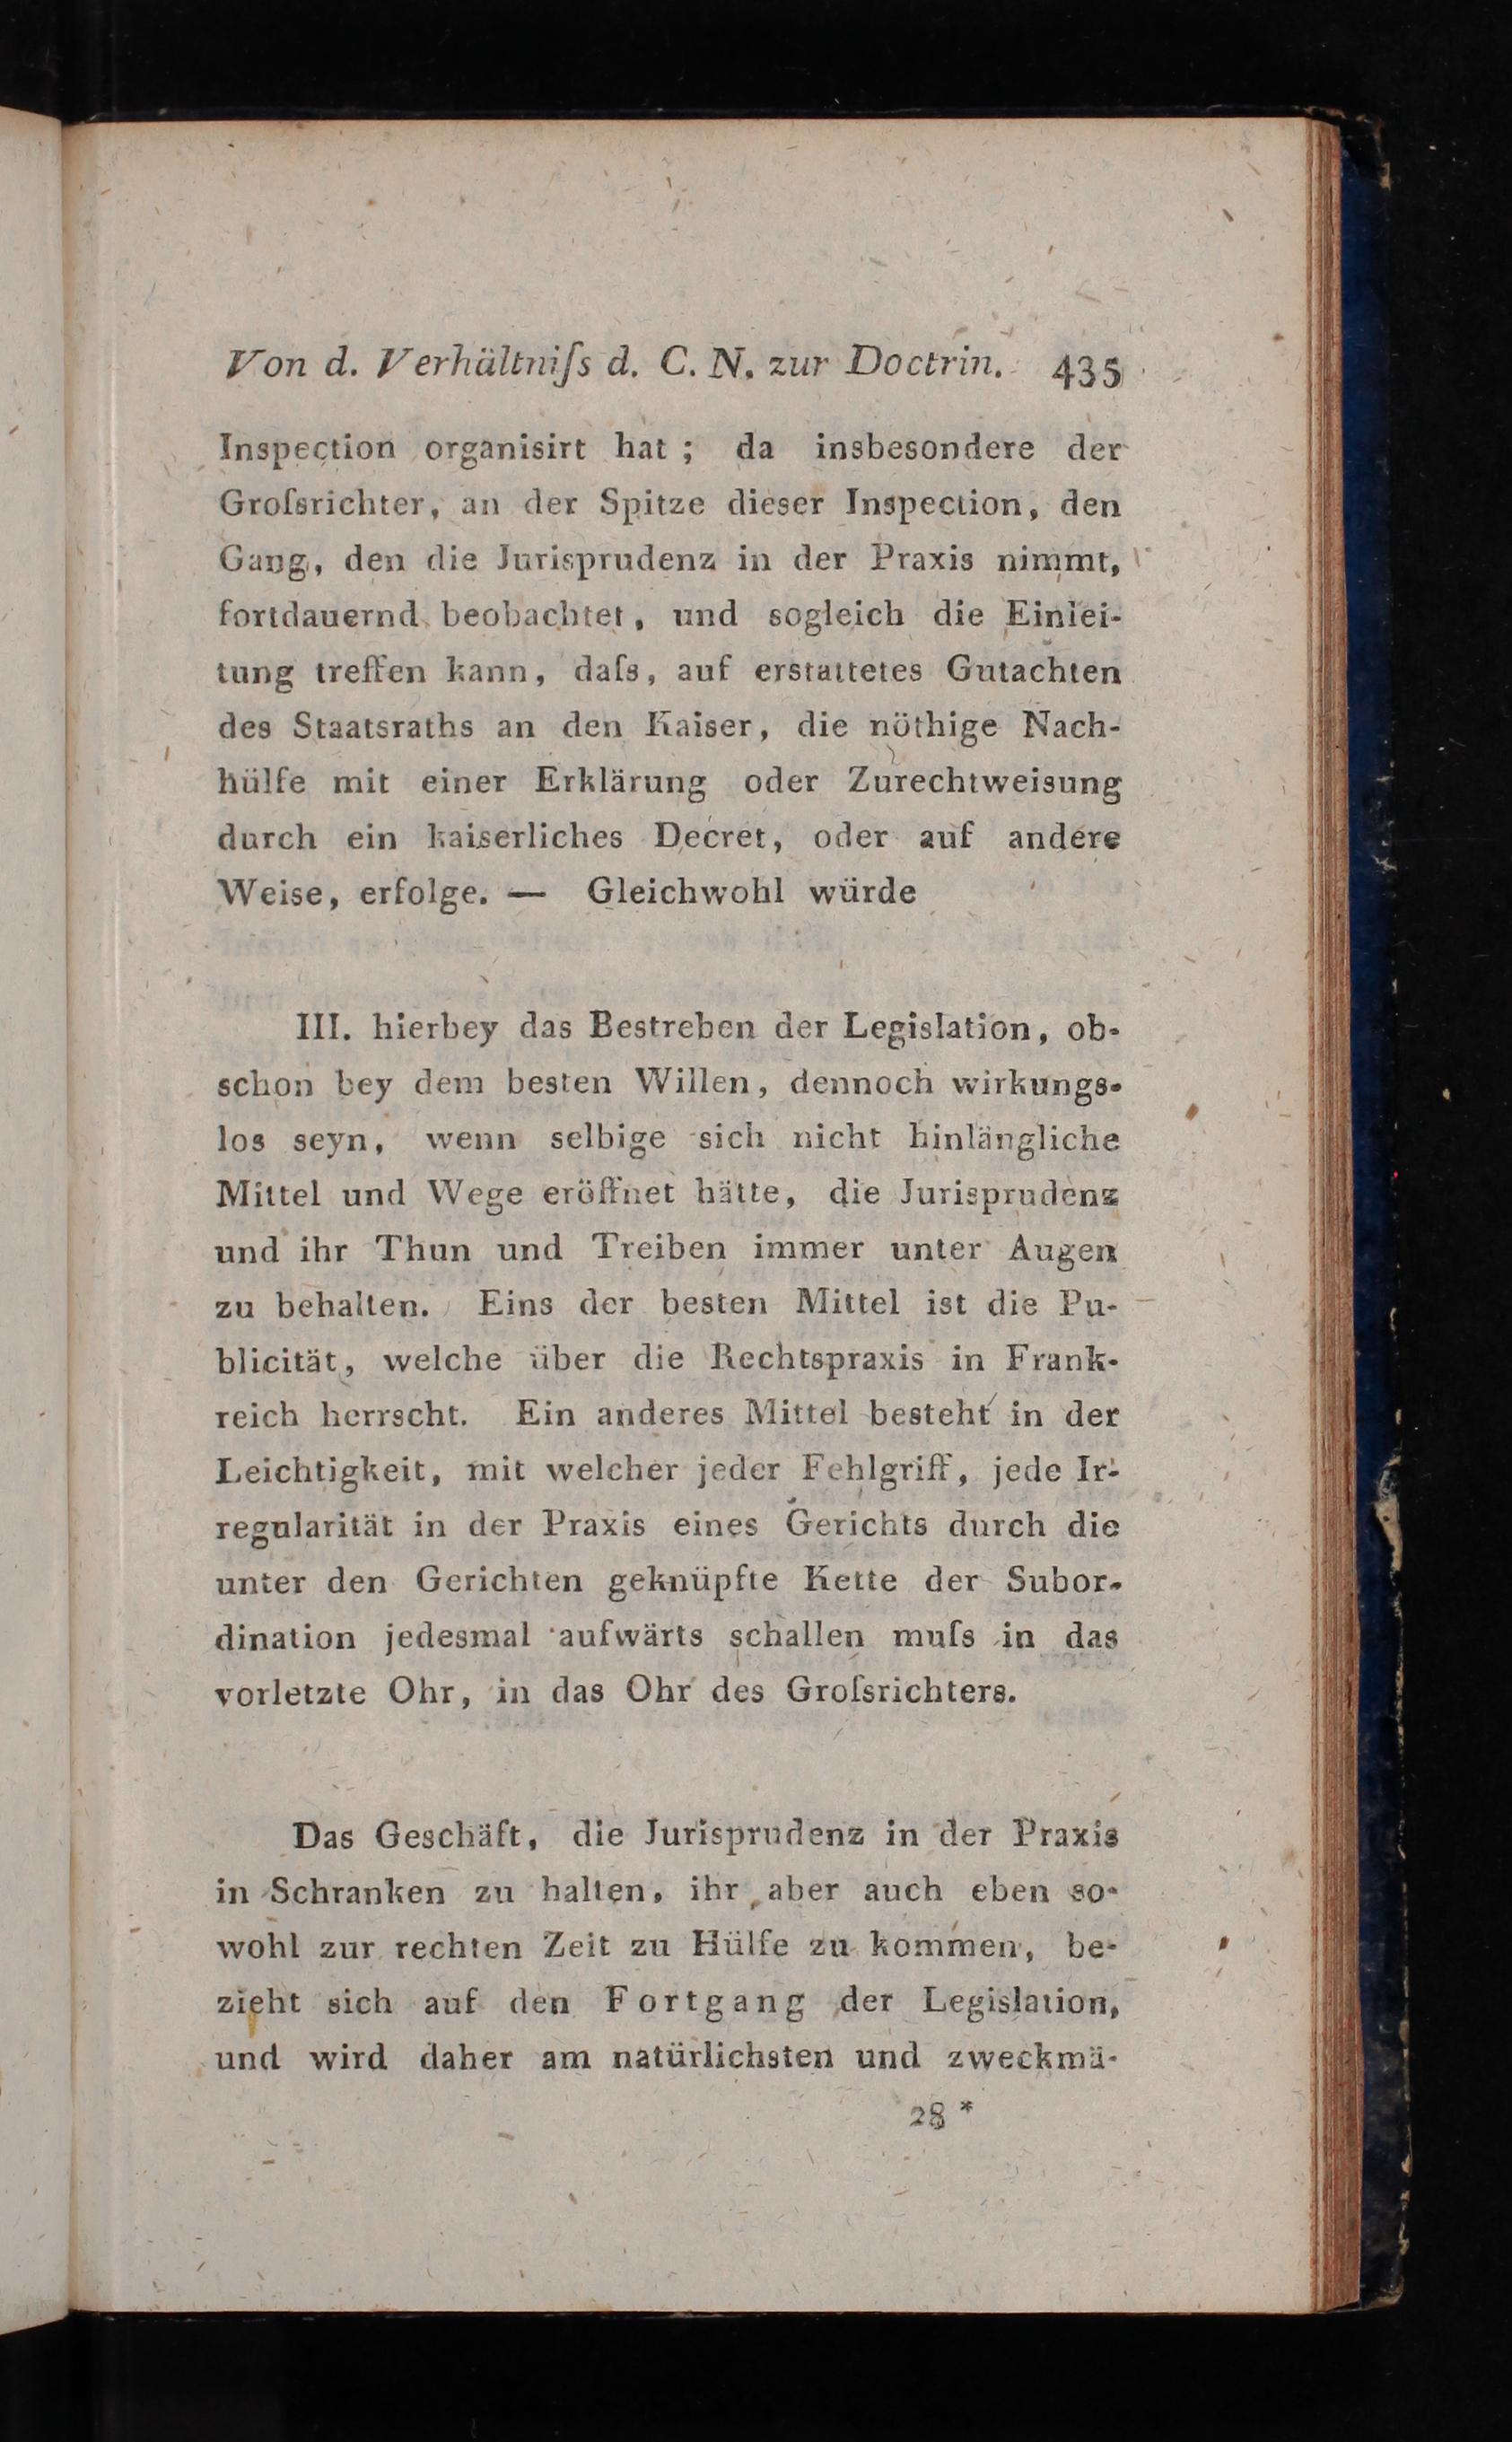 Von d. Verhältniſs d. C. N. zur Doctrin. 435
Inspection organisirt hat; da insbesondere der
Groſsrichter, an der Spitze dieser Inspection, den
Gang, den die Jurisprudenz in der Praxis nimmt,
fortdauernd beobachtet, und sogleich die Einlei-
tung treffen kann, daſs, auf erstattetes Gutachten
des Staatsraths an den Kaiser, die nöthige Nach-
hülfe mit einer Erklärung oder Zurechtweisung
durch ein kaiserliches Decret, oder auf andere
Weise, erfolge. — Gleichwohl würde
III. hierbey das Bestreben der Legislation, ob-
schon bey dem besten Willen, dennoch wirkungs-
los seyn, wenn selbige sich nicht hinlängliche
Mittel und Wege eröffnet hätte, die Jurisprudenz
und ihr Thun und Treiben immer unter Augen
zu behalten. Eins der besten Mittel ist die Pu-
blicität, welche über die Rechtspraxis in Frank-
reich herrscht. Ein anderes Mittel besteht in der
Leichtigkeit, mit welcher jeder Fehlgriff, jede Ir-
regularität in der Praxis eines Gerichts durch die
unter den Gerichten geknüpfte Kette der Subor-
dination jedesmal aufwärts schallen muſs in das
vorletzte Ohr, in das Ohr des Groſsrichters.
Das Geschäft, die Jurisprudenz in der Praxis
in Schranken zu halten, ihr aber auch eben so-
wohl zur rechten Zeit zu Hülfe zu kommen, be-
zieht sich auf den Fortgang der Legislation,
und wird daher am natürlichsten und zweckmä-
28 *